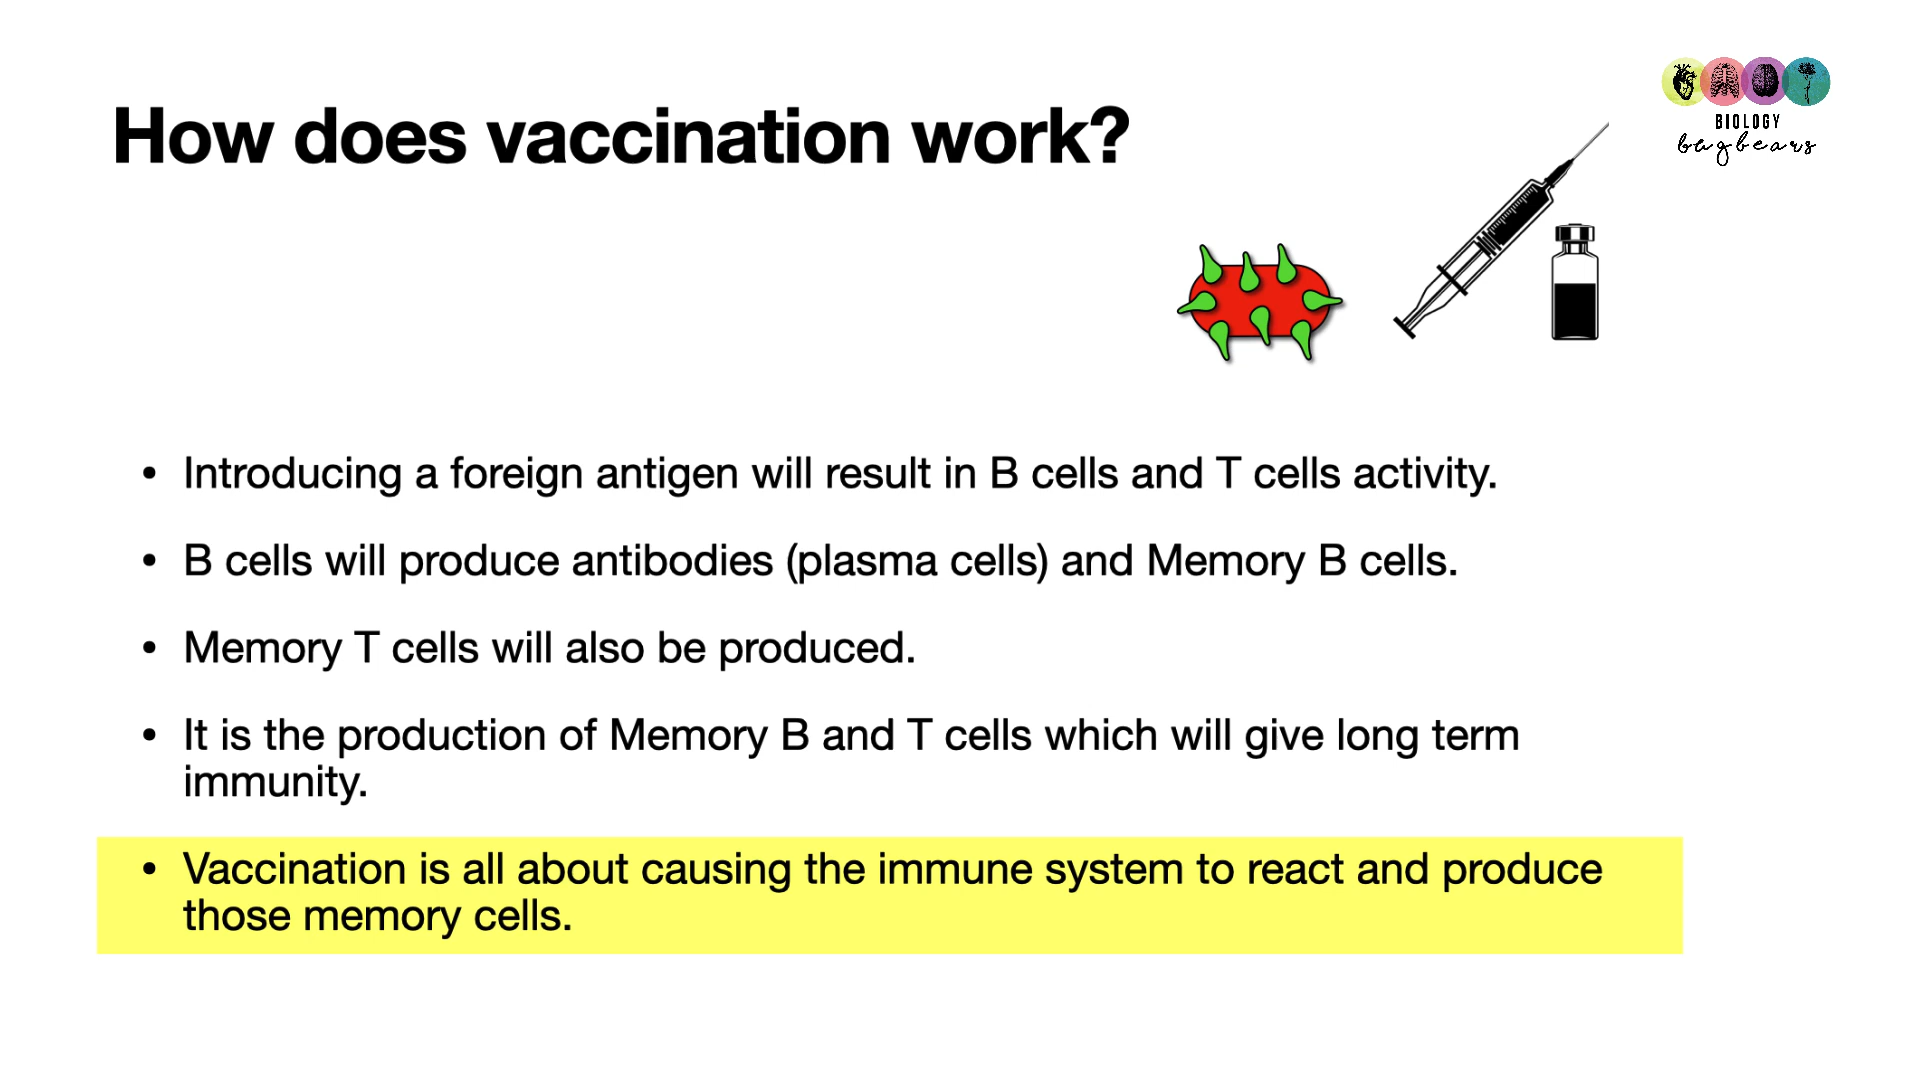 BIOLOGY
bugbears
How does vaccination work?
• Introducing a foreign antigen will result in B cells and T cells activity.
• B cells will produce antibodies (plasma cells) and Memory B cells.
• Memory T cells will also be produced.
• It is the production of Memory B and T cells which will give long term
immunity.
• Vaccination is all about causing the immune system to react and produce
those memory cells.